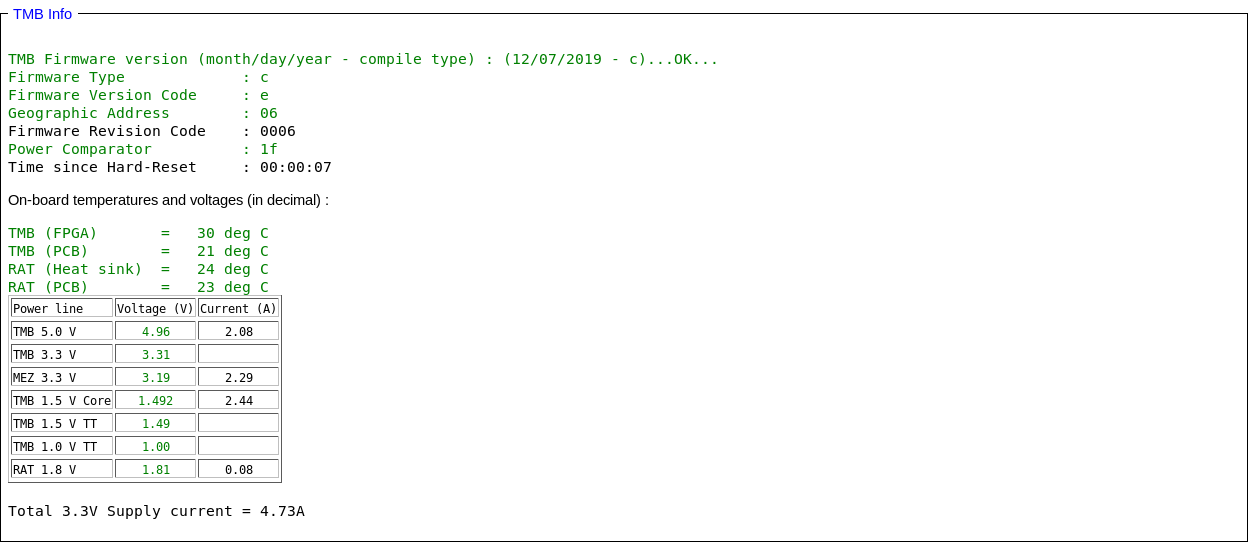 TMB Info
TMB Firmware version (month/day/year - compile type) : (12/07/2019 - c)...OK...
Firmware Type : c
Firmware Version Code : e
Geographic Address : 06
Firmware Revision Code : 0006
Power Comparator : 1f
Time since Hard-Reset : 00:00:07
On-board temperatures and voltages (in decimal) :
TMB (FPGA) = 30 deg C
TMB (PCB) = 21 deg C
RAT (Heat sink) = 24 deg C
RAT (PCB) = 23 deg C
Power line Voltage (V) Current (A)
TMB 5.0 V 4.96 2.08
TMB 3.3 V 3.31
MEZ 3.3 V 3.19 2.29
TMB 1.5 V Core 1.492 2.44
TMB 1.5 V TT 1.49
TMB 1.0 V TT 1.00
RAT 1.8 V 1.81 0.08
Total 3.3V Supply current = 4.73A